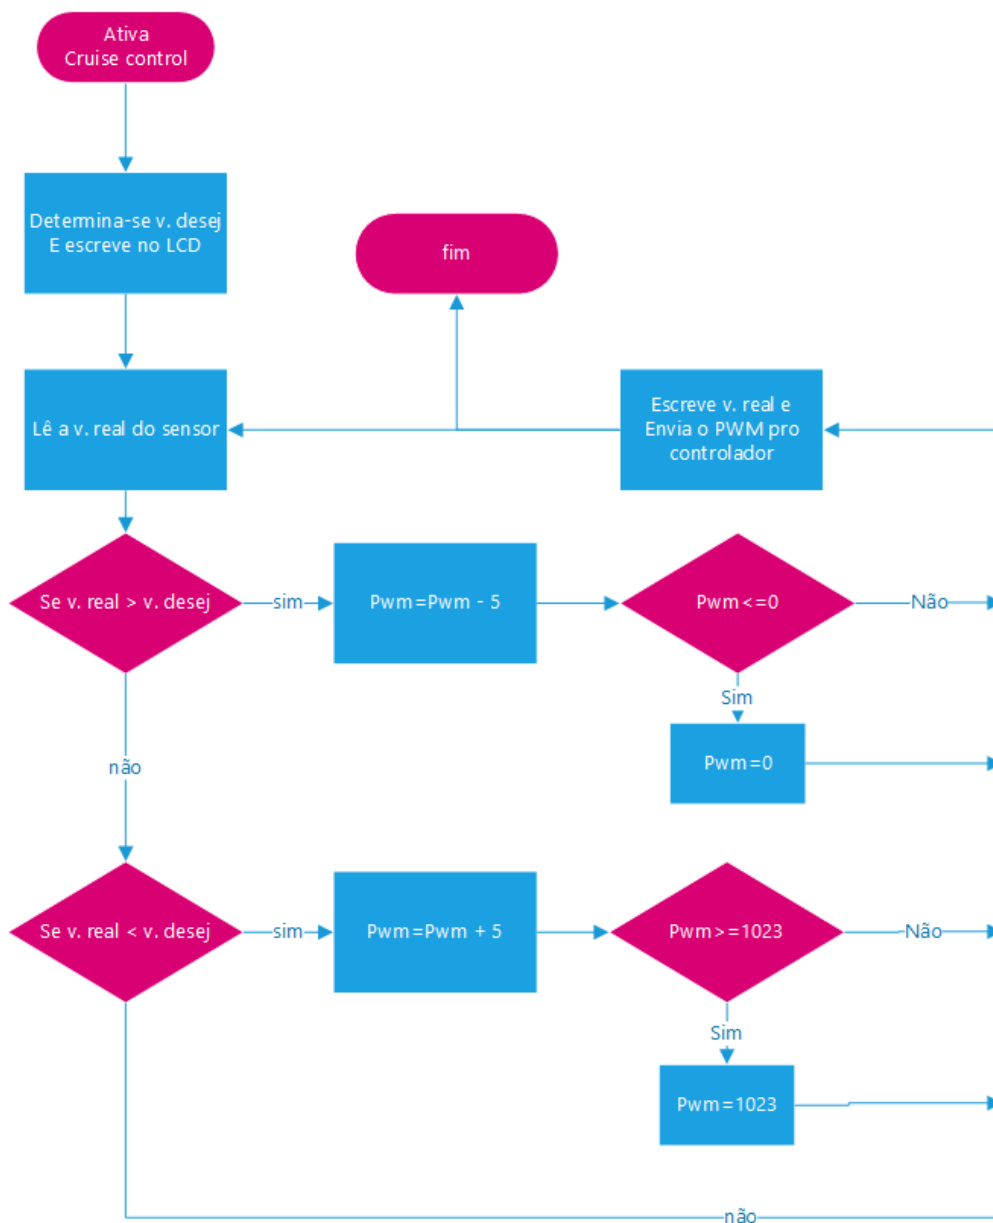 Ativa
Cruise control
Determina-se v. desej
E escreve no LCD
fim
Lê a v. real do sensor
Escreve v. real e
Envia o PWM pro
controlador
Se v. real > v. desej
sim
Pwm=Pwm - 5
Pwm<=0
Não
Sim
Pwm=0
não
Se v. real < v. desej
sim
Pwm=Pwm + 5
Pwm>=1023
Não
Sim
Pwm=1023
não